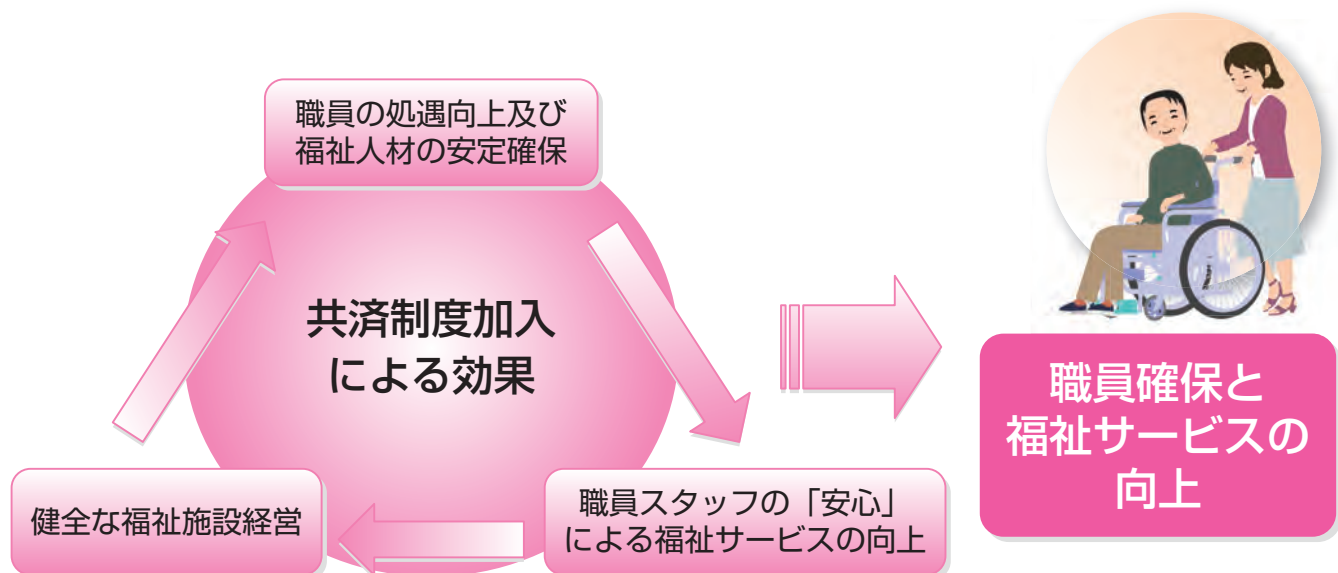 職員の処遇向上及び
福祉人材の安定確保
共済制度加入
による効果
健全な福祉施設経営
職員スタッフの「安心」
による福祉サービスの向上
職員確保と
福祉サービスの
向上